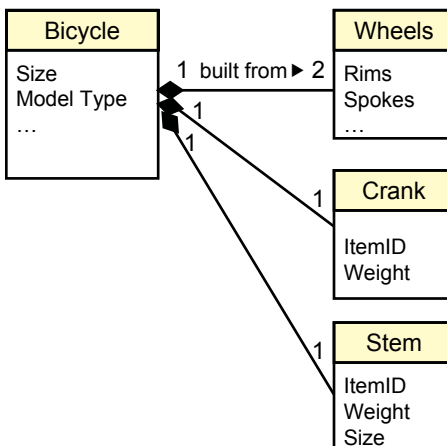 Bicycle
Size
Model Type
…
1 built from ▶ 2
1
1
Wheels
Rims
Spokes
…
1
Crank
ItemID
Weight
1
Stem
ItemID
Weight
Size